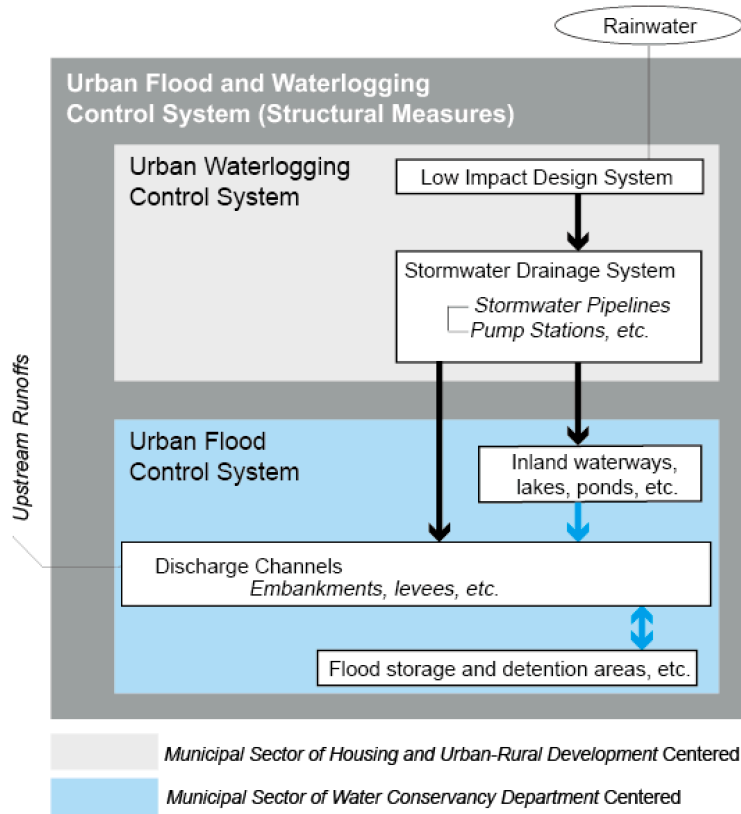 Rainwater
Urban Flood and Waterlogging
Control System (Structural Measures)
Urban Waterlogging
Control System
Low Impact Design System
Stormwater Drainage System
Stormwater Pipelines
Pump Stations, etc.
Upstream Runoffs
Urban Flood
Control System
Inland waterways,
lakes, ponds, etc.
Discharge Channels
Embankments, levees, etc.
Flood storage and detention areas, etc.
Municipal Sector of Housing and Urban-Rural Development Centered
Municipal Sector of Water Conservancy Department Centered